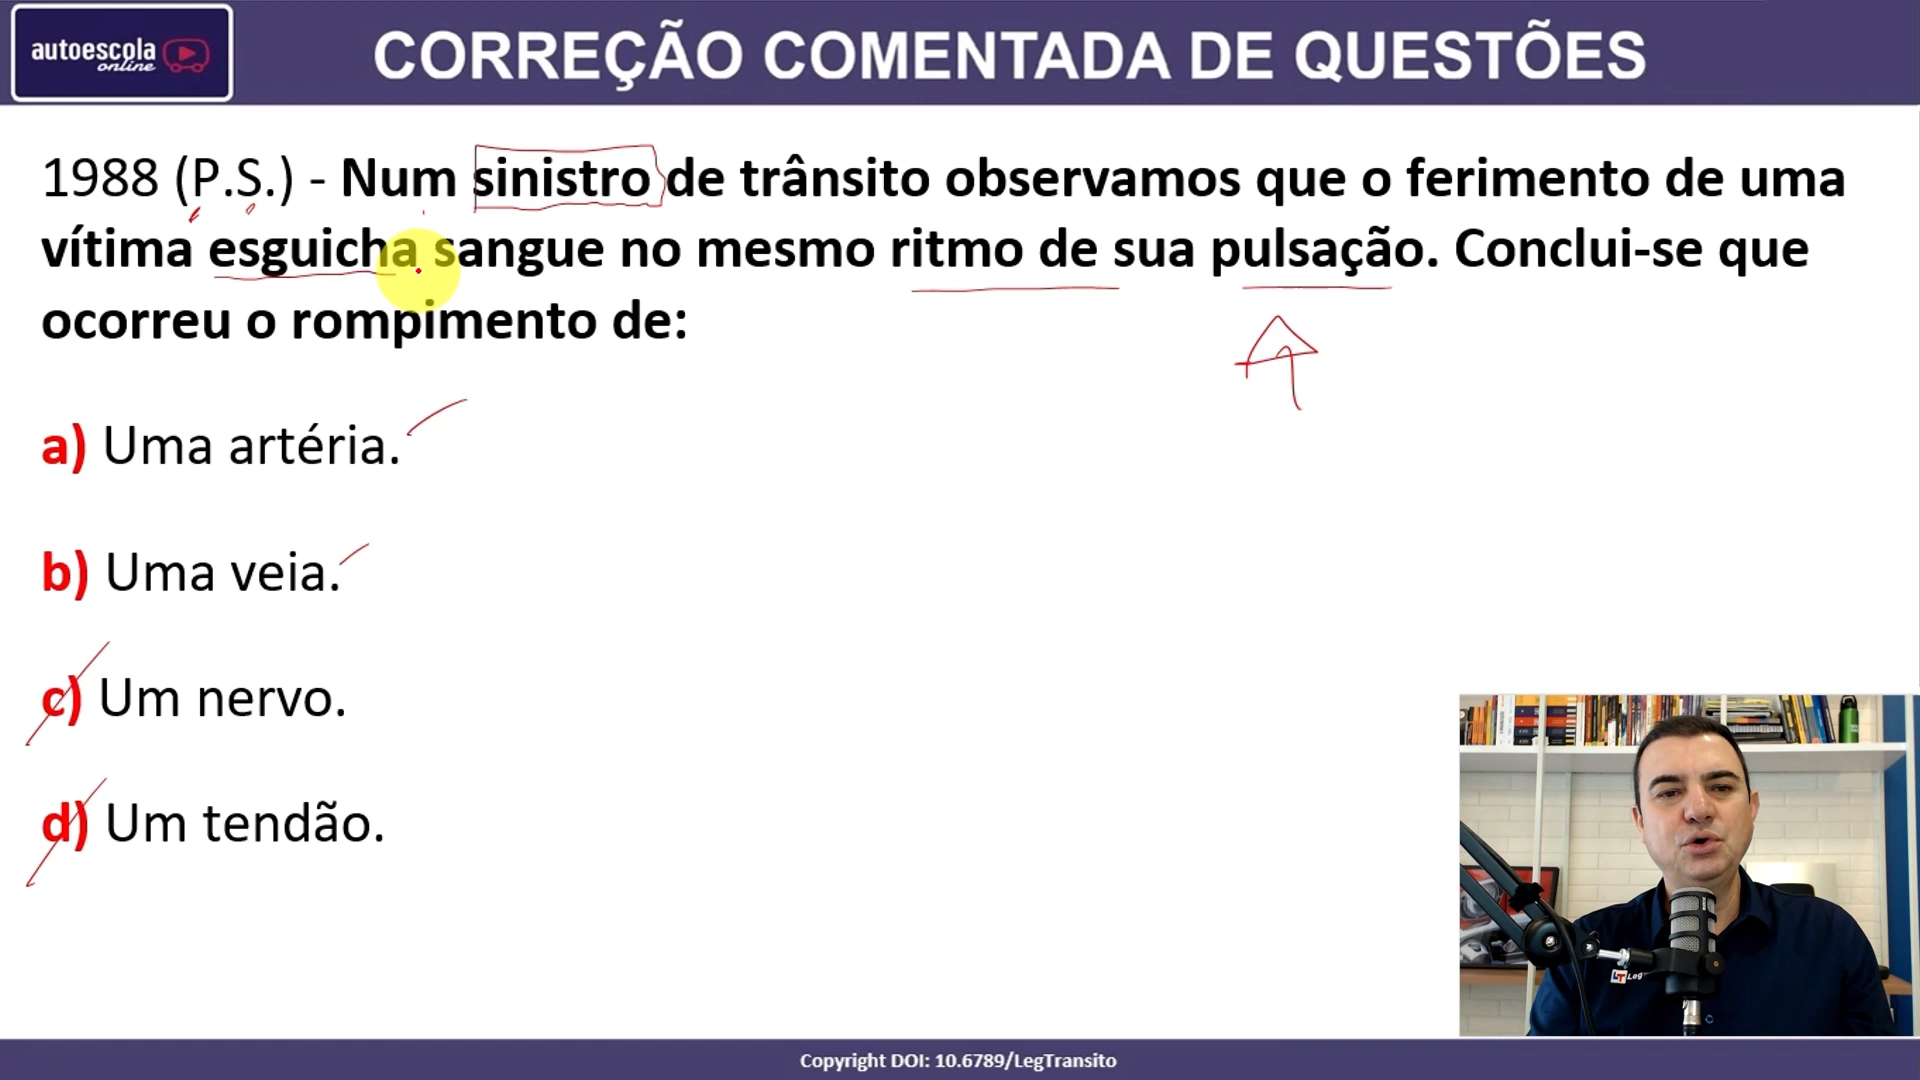 autoescola
online
CORREÇÃO COMENTADA DE QUESTÕES
1988 (P.S.) - Num sinistro de trânsito observamos que o ferimento de uma
vítima esguicha sangue no mesmo ritmo de sua pulsação. Conclui-se que
ocorreu o rompimento de:
a) Uma artéria.
b) Uma veia.
c) Um nervo.
d) Um tendão.
LT Leg
Copyright DOI: 10.6789/LegTransito